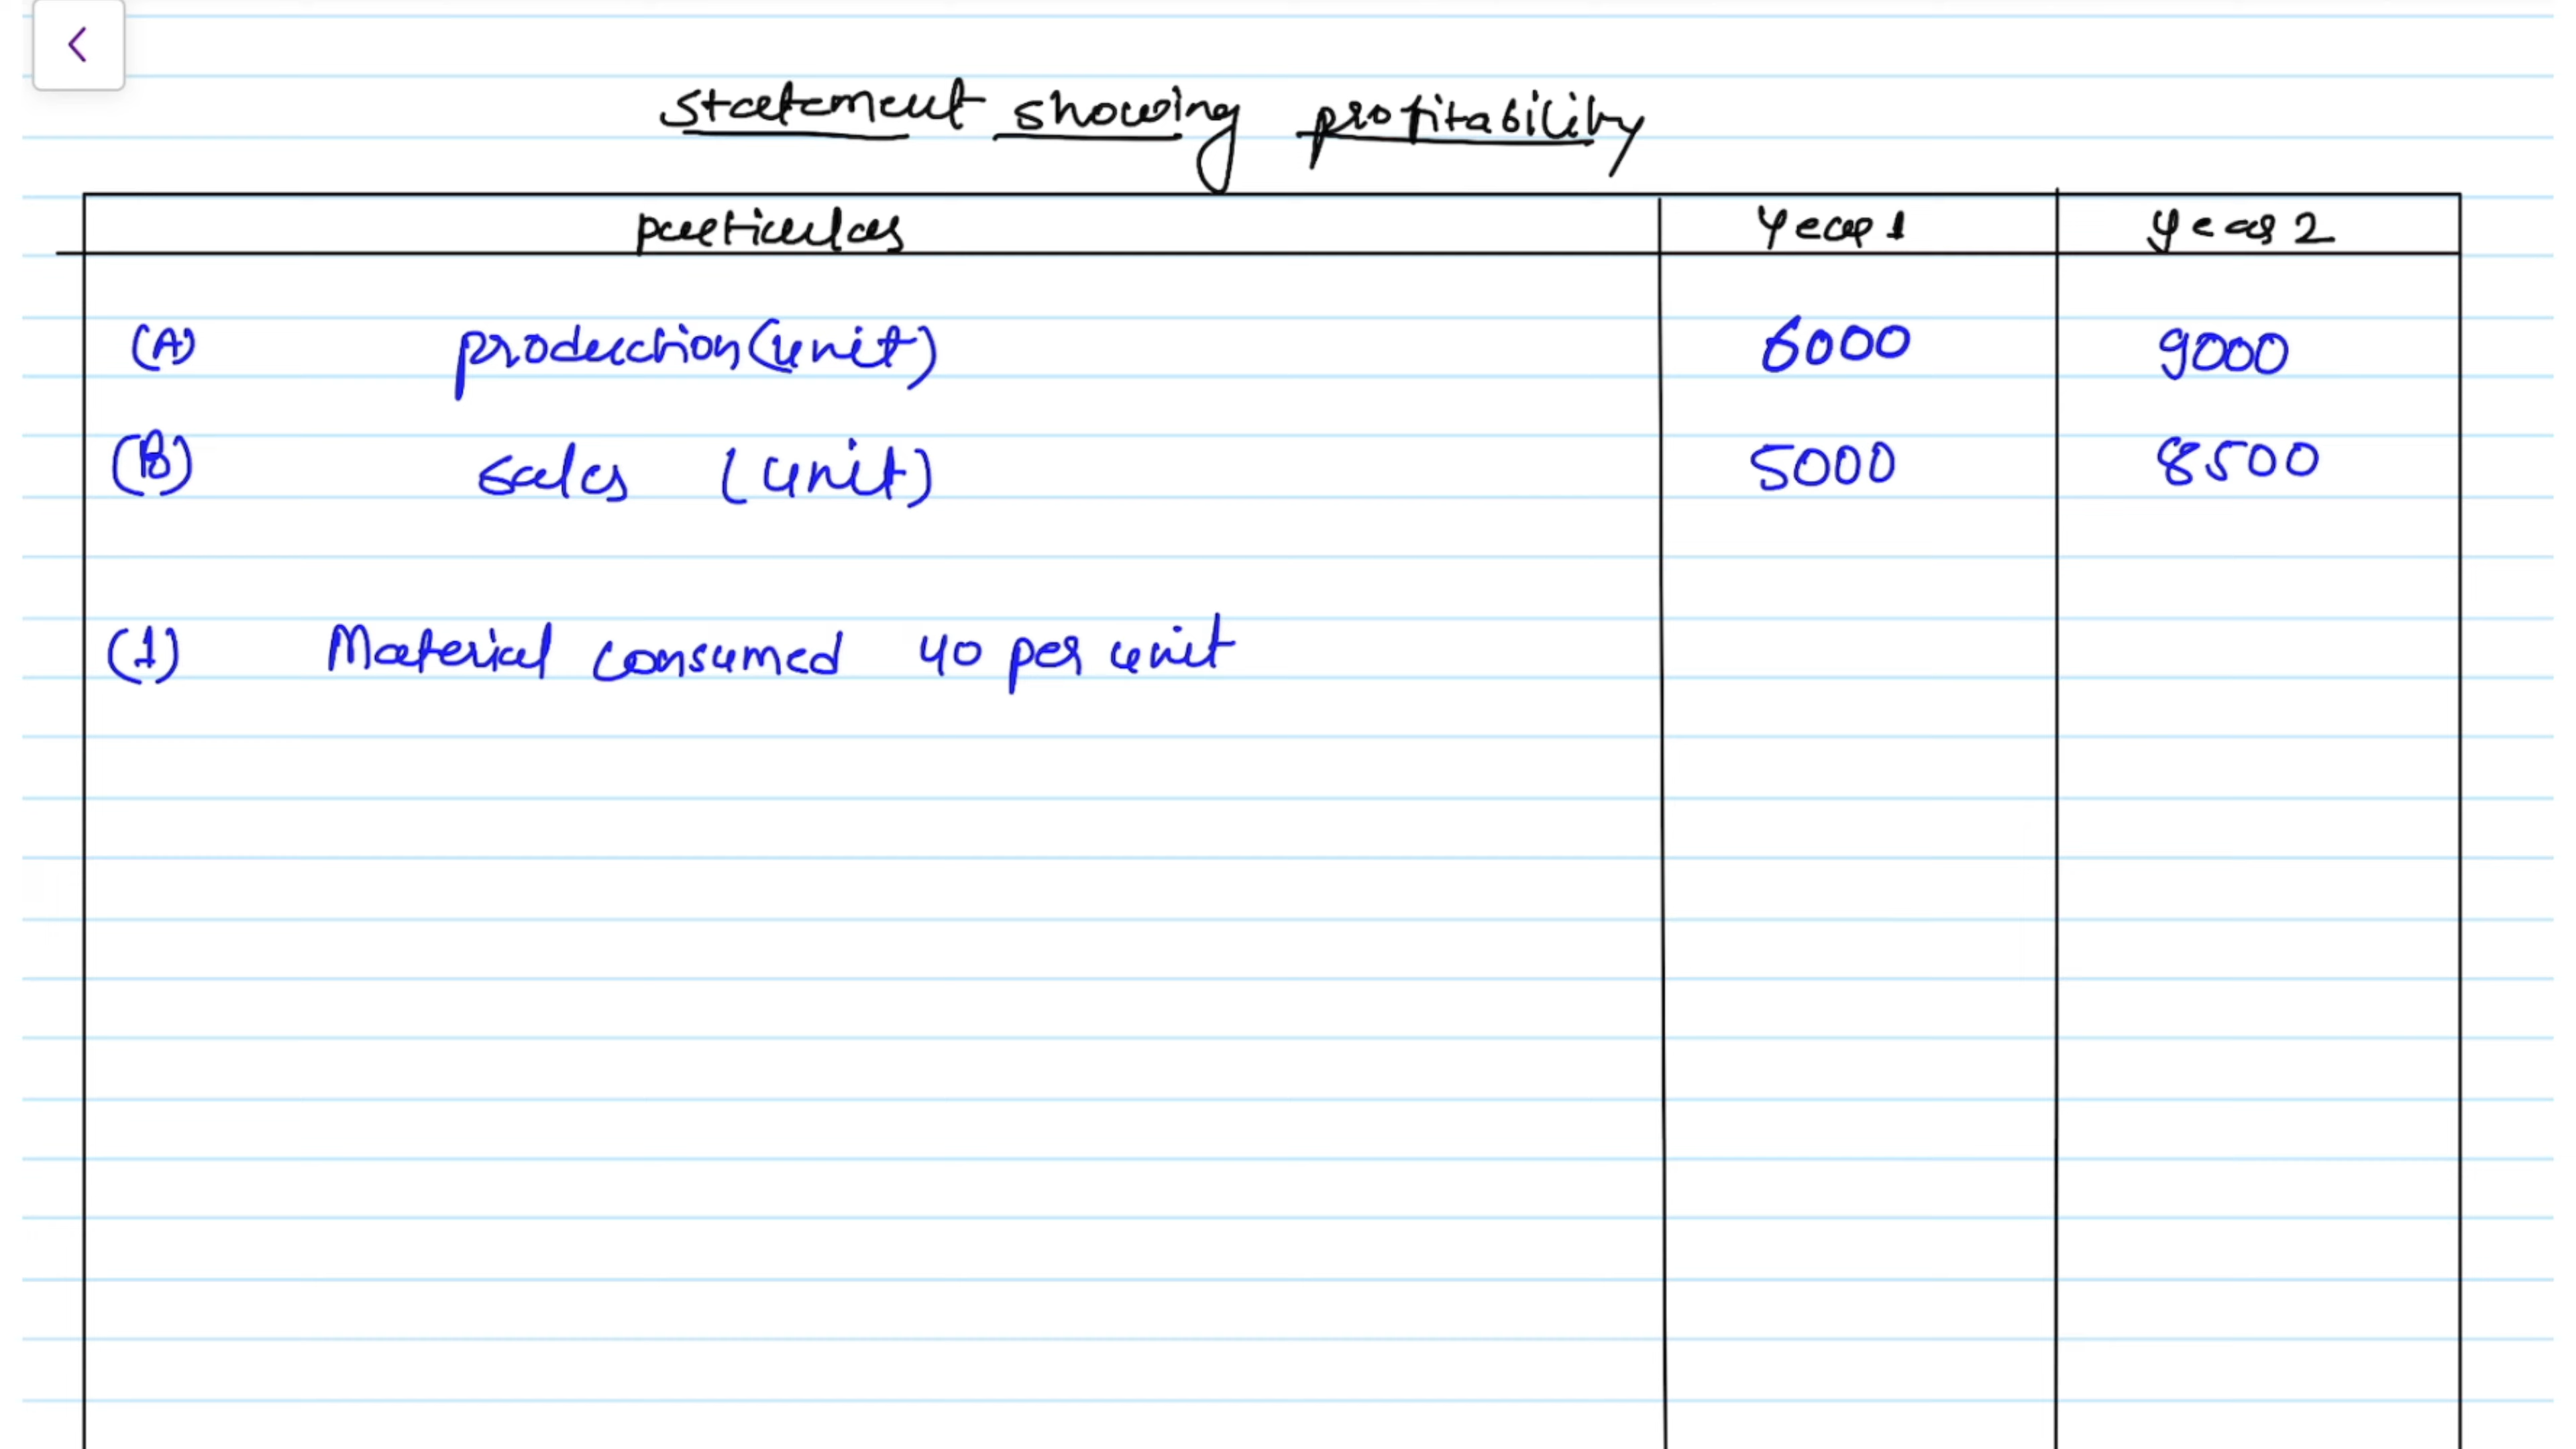 Statement showing profitability
particulars Year 1 Year 2
(A) production (unit) 6000 9000
(B) sales (unit) 5000 8500
(1) Material consumed 40 per unit